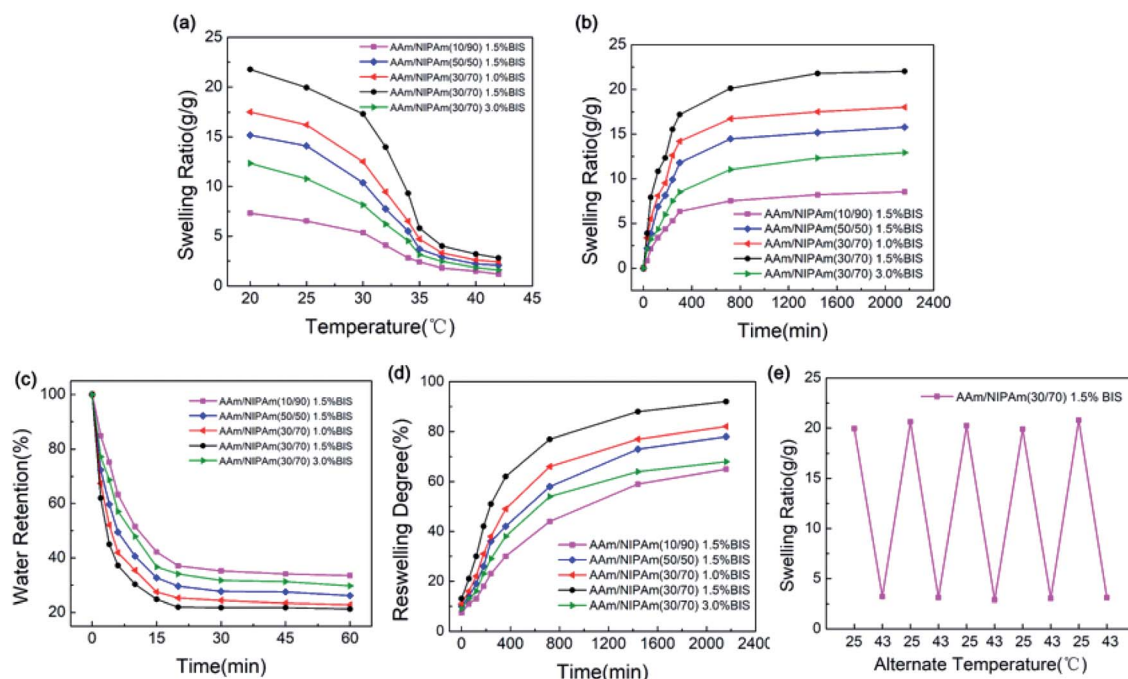 (a)
25
20
15
10
5
0
Swelling Ratio(g/g)
AAm/NIPAm(10/90) 1.5%BIS
AAm/NIPAm(50/50) 1.5%BIS
AAm/NIPAm(30/70) 1.0%BIS
AAm/NIPAm(30/70) 1.5%BIS
AAm/NIPAm(30/70) 3.0%BIS
20 25 30 35 40 45
Temperature(℃)
(b)
25
20
15
10
5
0
Swelling Ratio(g/g)
AAm/NIPAm(10/90) 1.5%BIS
AAm/NIPAm(50/50) 1.5%BIS
AAm/NIPAm(30/70) 1.0%BIS
AAm/NIPAm(30/70) 1.5%BIS
AAm/NIPAm(30/70) 3.0%BIS
0 400 800 1200 1600 2000 2400
Time(min)
(c)
100
80
60
40
20
Water Retention(%)
AAm/NIPAm(10/90) 1.5%BIS
AAm/NIPAm(50/50) 1.5%BIS
AAm/NIPAm(30/70) 1.0%BIS
AAm/NIPAm(30/70) 1.5%BIS
AAm/NIPAm(30/70) 3.0%BIS
0 15 30 45 60
Time(min)
(d)
100
80
60
40
20
0
Reswelling Degree(%)
AAm/NIPAm(10/90) 1.5%BIS
AAm/NIPAm(50/50) 1.5%BIS
AAm/NIPAm(30/70) 1.0%BIS
AAm/NIPAm(30/70) 1.5%BIS
AAm/NIPAm(30/70) 3.0%BIS
0 400 800 1200 1600 2000 2400
Time(min)
(e)
25
20
15
10
5
0
Swelling Ratio(g/g)
AAm/NIPAm(30/70) 1.5% BIS
25 43 25 43 25 43 25 43 25 43
Alternate Temperature(℃)